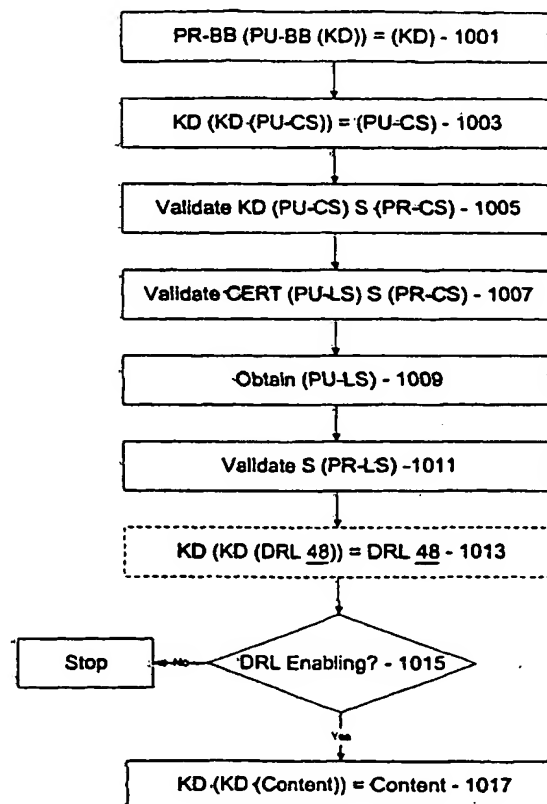 PR-BB (PU-BB (KD)) = (KD) - 1001
KD (KD (PU-CS)) = (PU-CS) - 1003
Validate KD (PU-CS) S (PR-CS) - 1005
Validate CERT (PU-LS) S (PR-CS) - 1007
Obtain (PU-LS) - 1009
Validate S (PR-LS) -1011
KD (KD (DRL 48)) = DRL 48 - 1013
DRL Enabling? - 1015
No
Stop
Yes
KD (KD (Content)) = Content - 1017